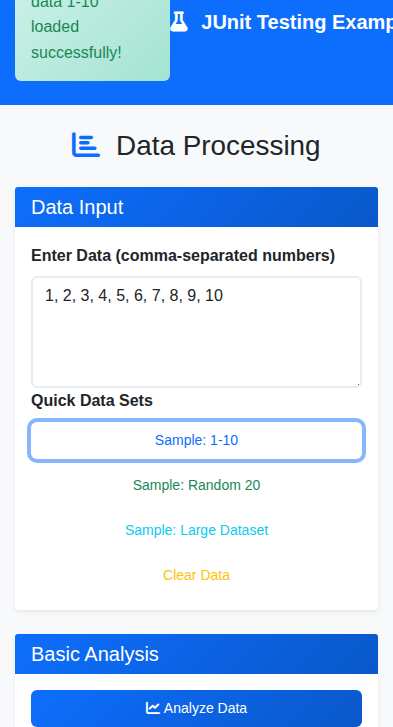 data 1-10
loaded
successfully!
JUnit Testing Examp
Data Processing
Data Input
Enter Data (comma-separated numbers)
1, 2, 3, 4, 5, 6, 7, 8, 9, 10
Quick Data Sets
Sample: 1-10
Sample: Random 20
Sample: Large Dataset
Clear Data
Basic Analysis
Analyze Data